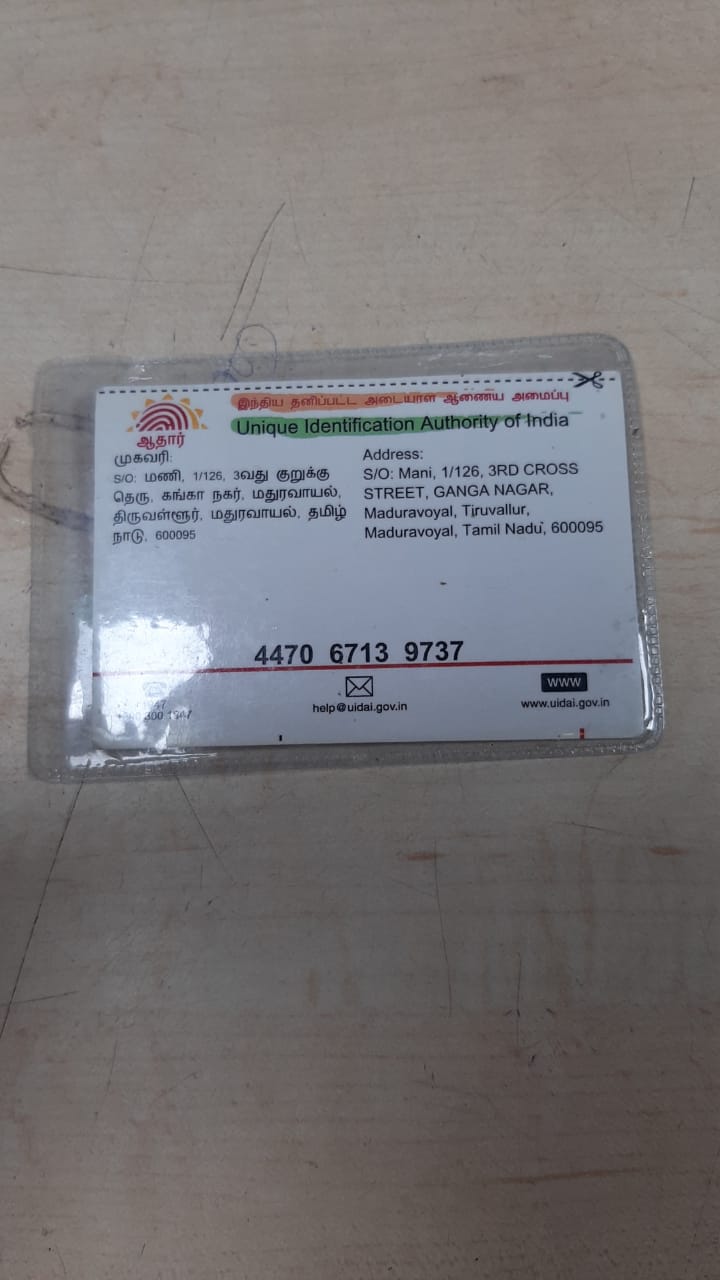 இந்திய தனிப்பட்ட அடையாள ஆணைய அமைப்பு
Unique Identification Authority of India
ஆதார்
முகவரி:
S/O: மணி, 1/126, 3வது குறுக்கு
தெரு, கங்கா நகர், மதுரவாயல்,
திருவள்ளூர், மதுரவாயல், தமிழ்
நாடு, 600095
Address:
S/O: Mani, 1/126, 3RD CROSS
STREET, GANGA NAGAR,
Maduravoyal, Tiruvallur,
Maduravoyal, Tamil Nadu, 600095
4470 6713 9737
help@uidai.gov.in
www
www.uidai.gov.in